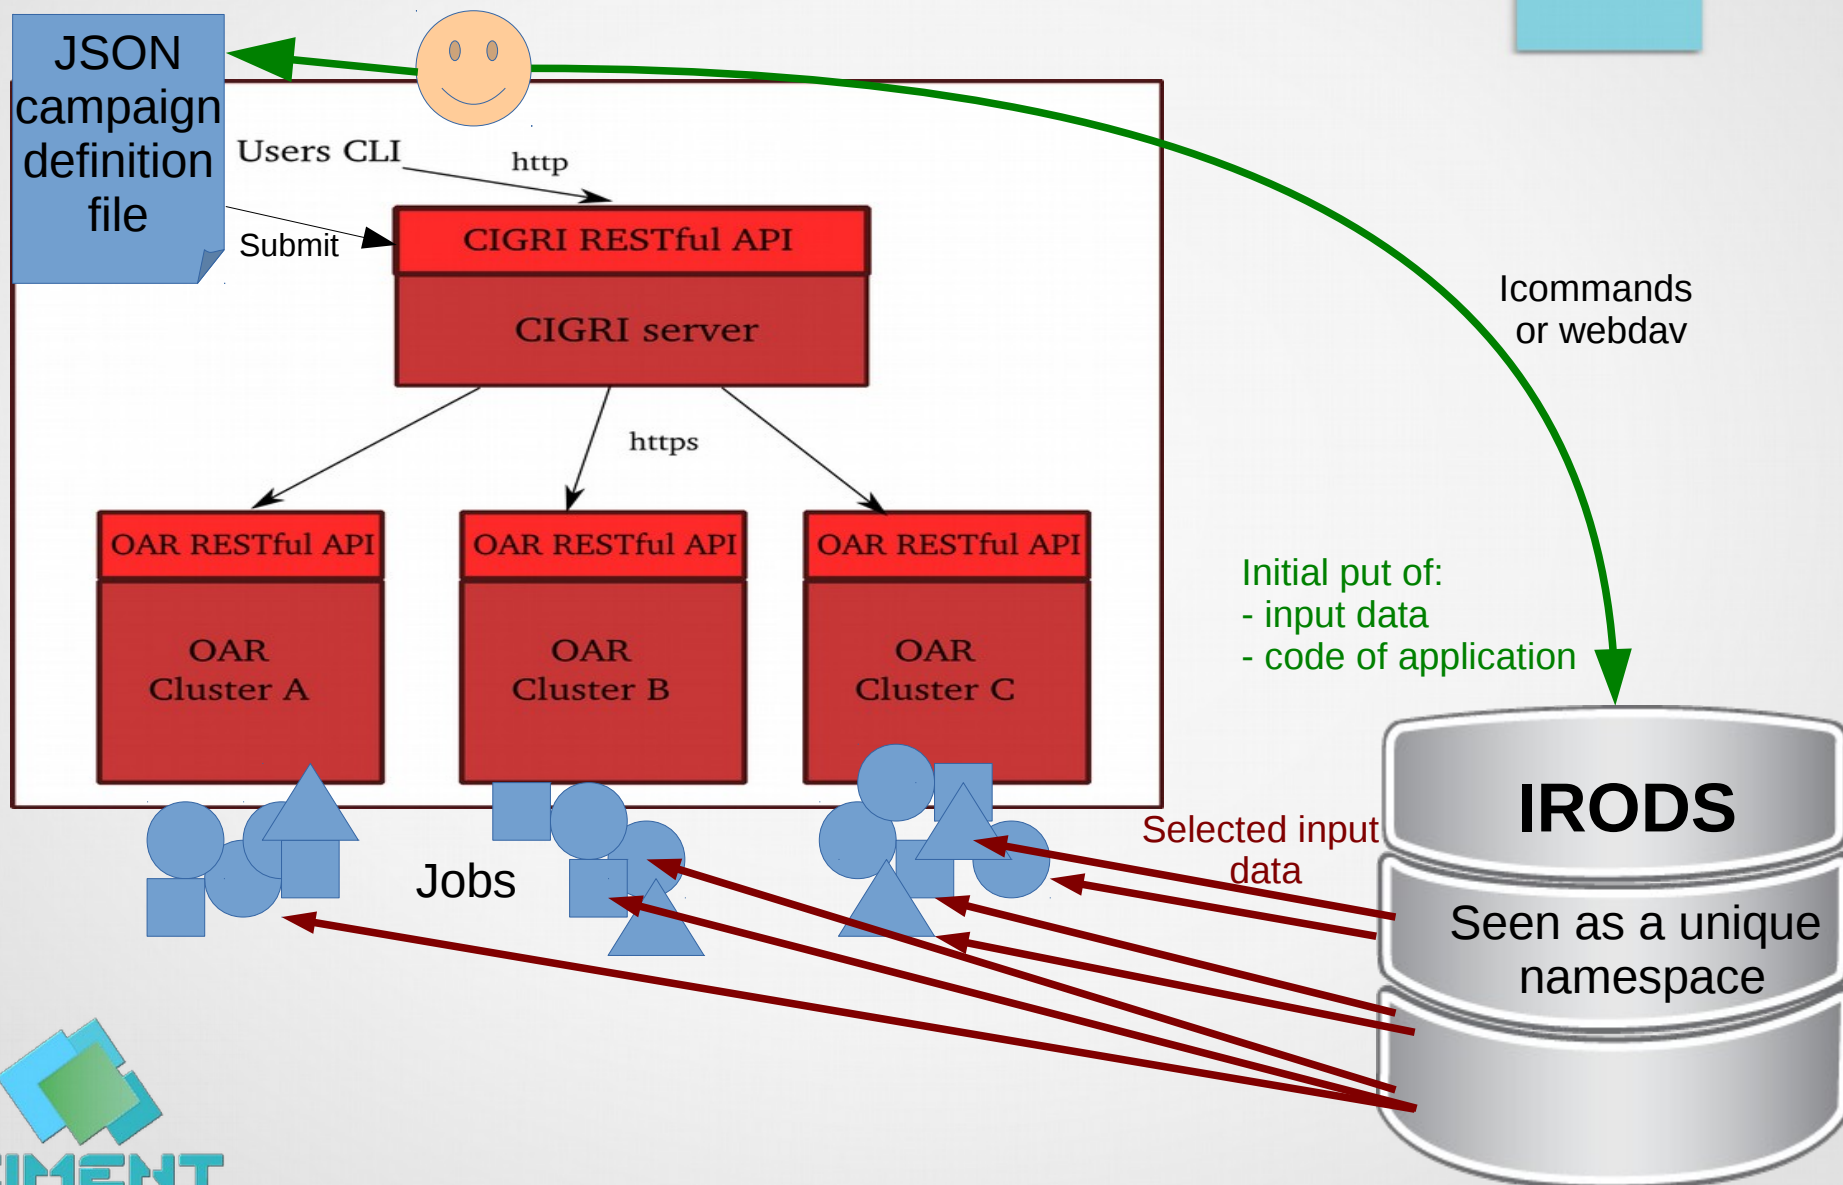 JSON
campaign
definition
file
Users CLI
http
Submit
CIGRI RESTful API
CIGRI server
Icommands
or webdav
https
OAR RESTful API
OAR RESTful API
OAR RESTful API
OAR
Cluster A
OAR
Cluster B
OAR
Cluster C
Initial put of:
- input data
- code of application
IRODS
Selected input
data
Jobs
Seen as a unique
namespace
CIMENT